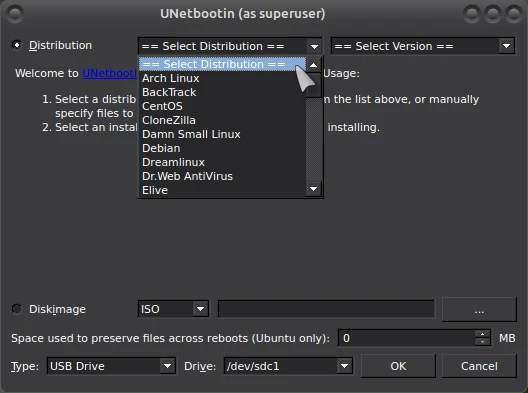 UNetbootin (as superuser)
Distribution
== Select Distribution ==
== Select Version ==
== Select Distribution ==
Arch Linux
BackTrack
CentOS
CloneZilla
Damn Small Linux
Debian
Dreamlinux
Dr.Web AntiVirus
Elive
Welcome to UNetbooti Usage:
1. Select a distrib m the list above, or manually
specify files to
2. Select an instal installing.
Diskimage
ISO
...
Space used to preserve files across reboots (Ubuntu only): 0 MB
Type: USB Drive Drive: /dev/sdc1 OK Cancel